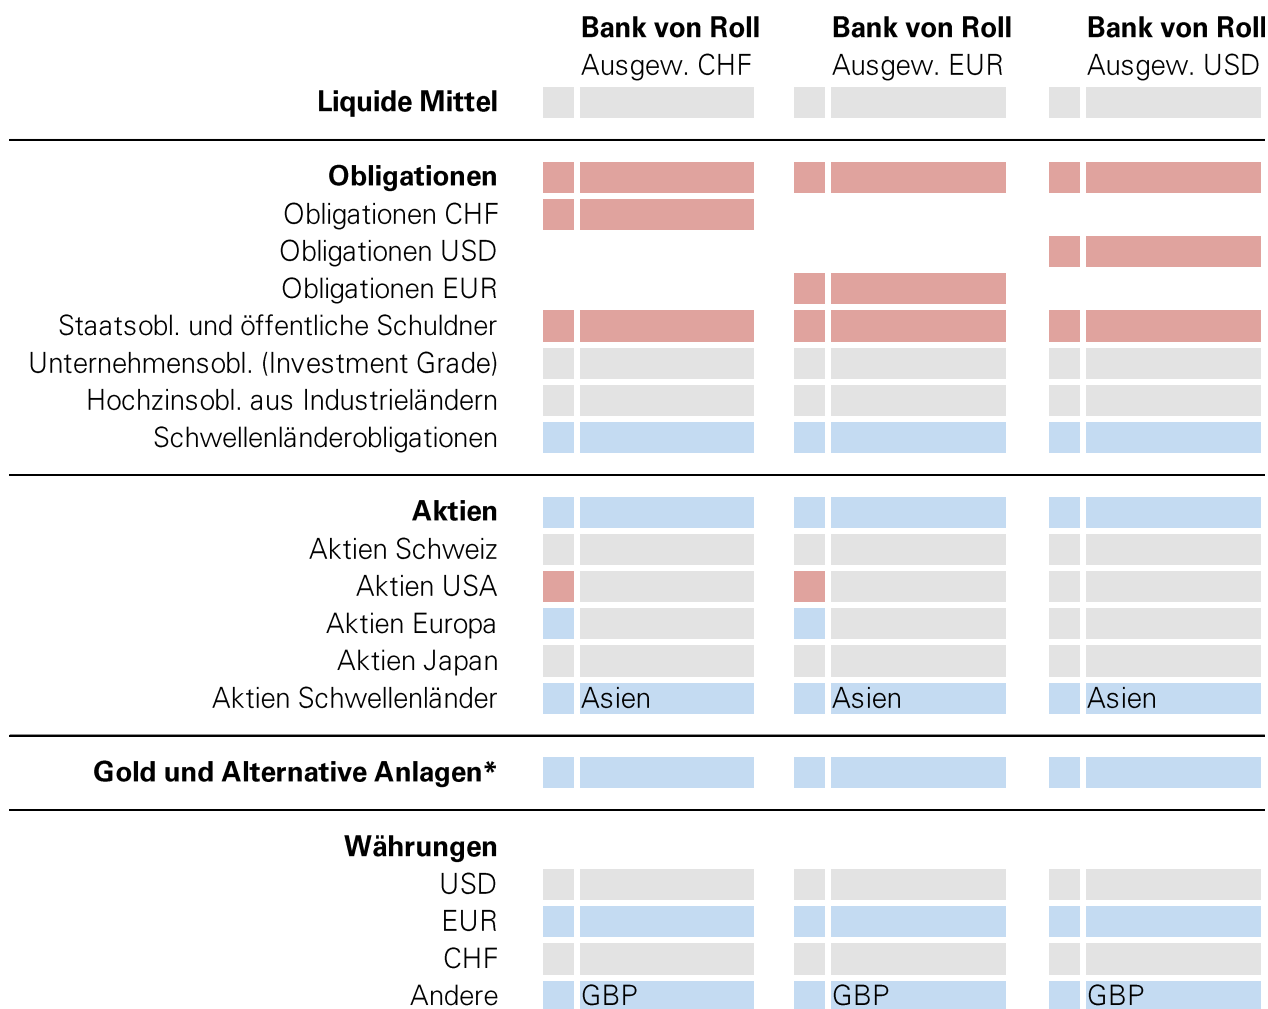 Bank von Roll Bank von Roll Bank von Roll
Ausgew. CHF Ausgew. EUR Ausgew. USD
Liquide Mittel
Obligationen
Obligationen CHF
Obligationen USD
Obligationen EUR
Staatsobl. und öffentliche Schuldner
Unternehmensobl. (Investment Grade)
Hochzinsobl. aus Industrieländern
Schwellenländerobligationen
Aktien
Aktien Schweiz
Aktien USA
Aktien Europa
Aktien Japan
Aktien Schwellenländer Asien Asien Asien
Gold und Alternative Anlagen*
Währungen
USD
EUR
CHF
Andere GBP GBP GBP